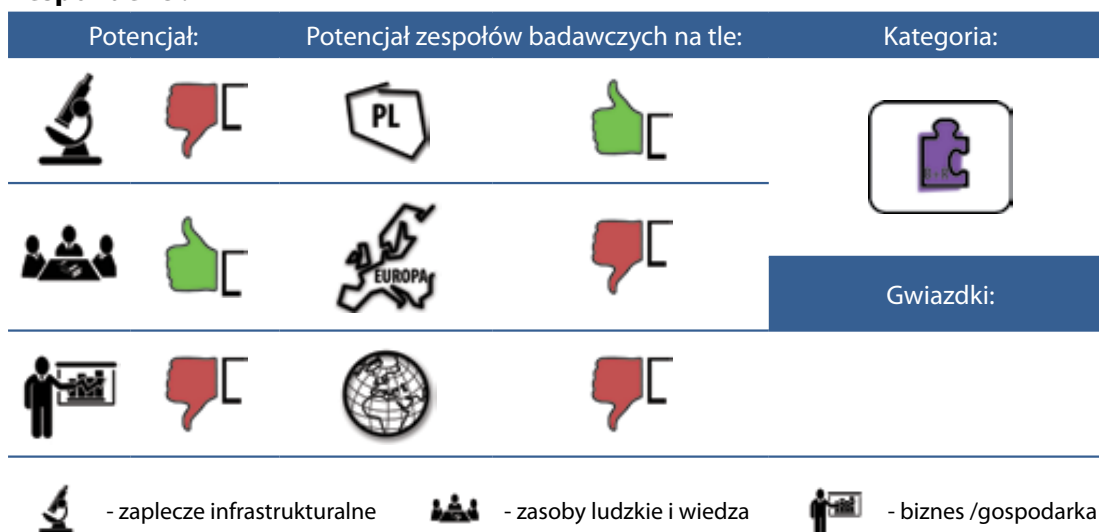 Potencjał: Potencjał zespołów badawczych na tle: Kategoria:
PL
B+R
EUROPA
Gwiazdki:
- zaplecze infrastrukturalne - zasoby ludzkie i wiedza - biznes /gospodarka